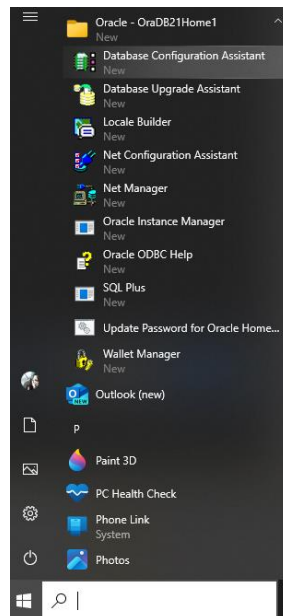 Oracle - OraDB21Home1
New
Database Configuration Assistant
New
Database Upgrade Assistant
New
Locale Builder
New
Net Configuration Assistant
New
Net Manager
New
Oracle Instance Manager
New
Oracle ODBC Help
New
SQL Plus
New
Update Password for Oracle Home...
Wallet Manager
New
Outlook (new)
P
Paint 3D
PC Health Check
Phone Link
System
Photos